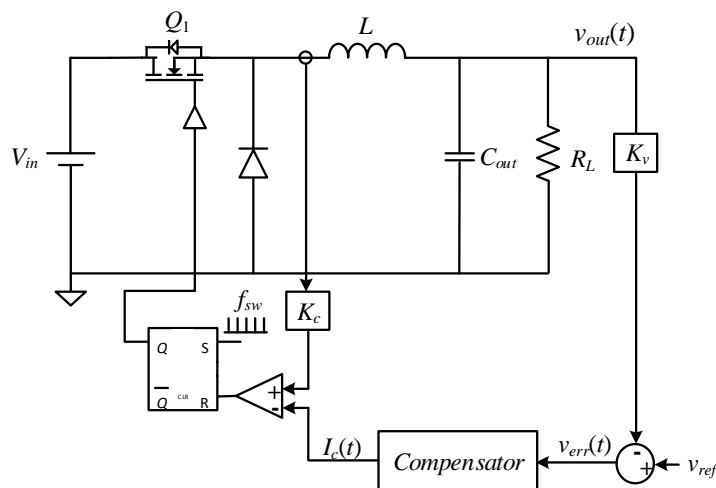 Q1
L
vout(t)
Vin
Cout
RL
Kv
fsw
Kc
Q S
Q CLR R
+
-
Ic(t)
Compensator
verr(t)
-
+
vref